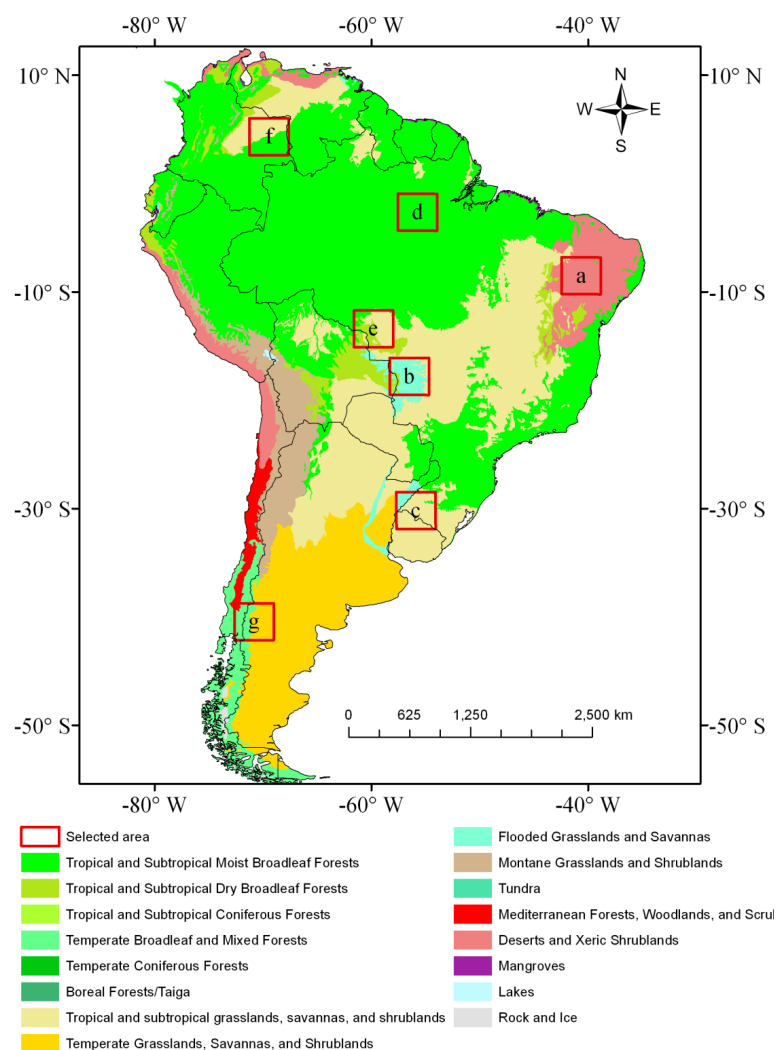 -80° W -60° W -40° W
10° N 10° N
N
W E
S
f
d
a
-10° S -10° S
e
b
c
-30° S -30° S
g
0 625 1,250 2,500 km
-50° S -50° S
-80° W -60° W -40° W
Selected area
Tropical and Subtropical Moist Broadleaf Forests
Tropical and Subtropical Dry Broadleaf Forests
Tropical and Subtropical Coniferous Forests
Temperate Broadleaf and Mixed Forests
Temperate Coniferous Forests
Boreal Forests/Taiga
Tropical and subtropical grasslands, savannas, and shrublands
Temperate Grasslands, Savannas, and Shrublands
Flooded Grasslands and Savannas
Montane Grasslands and Shrublands
Tundra
Mediterranean Forests, Woodlands, and Scru
Deserts and Xeric Shrublands
Mangroves
Lakes
Rock and Ice